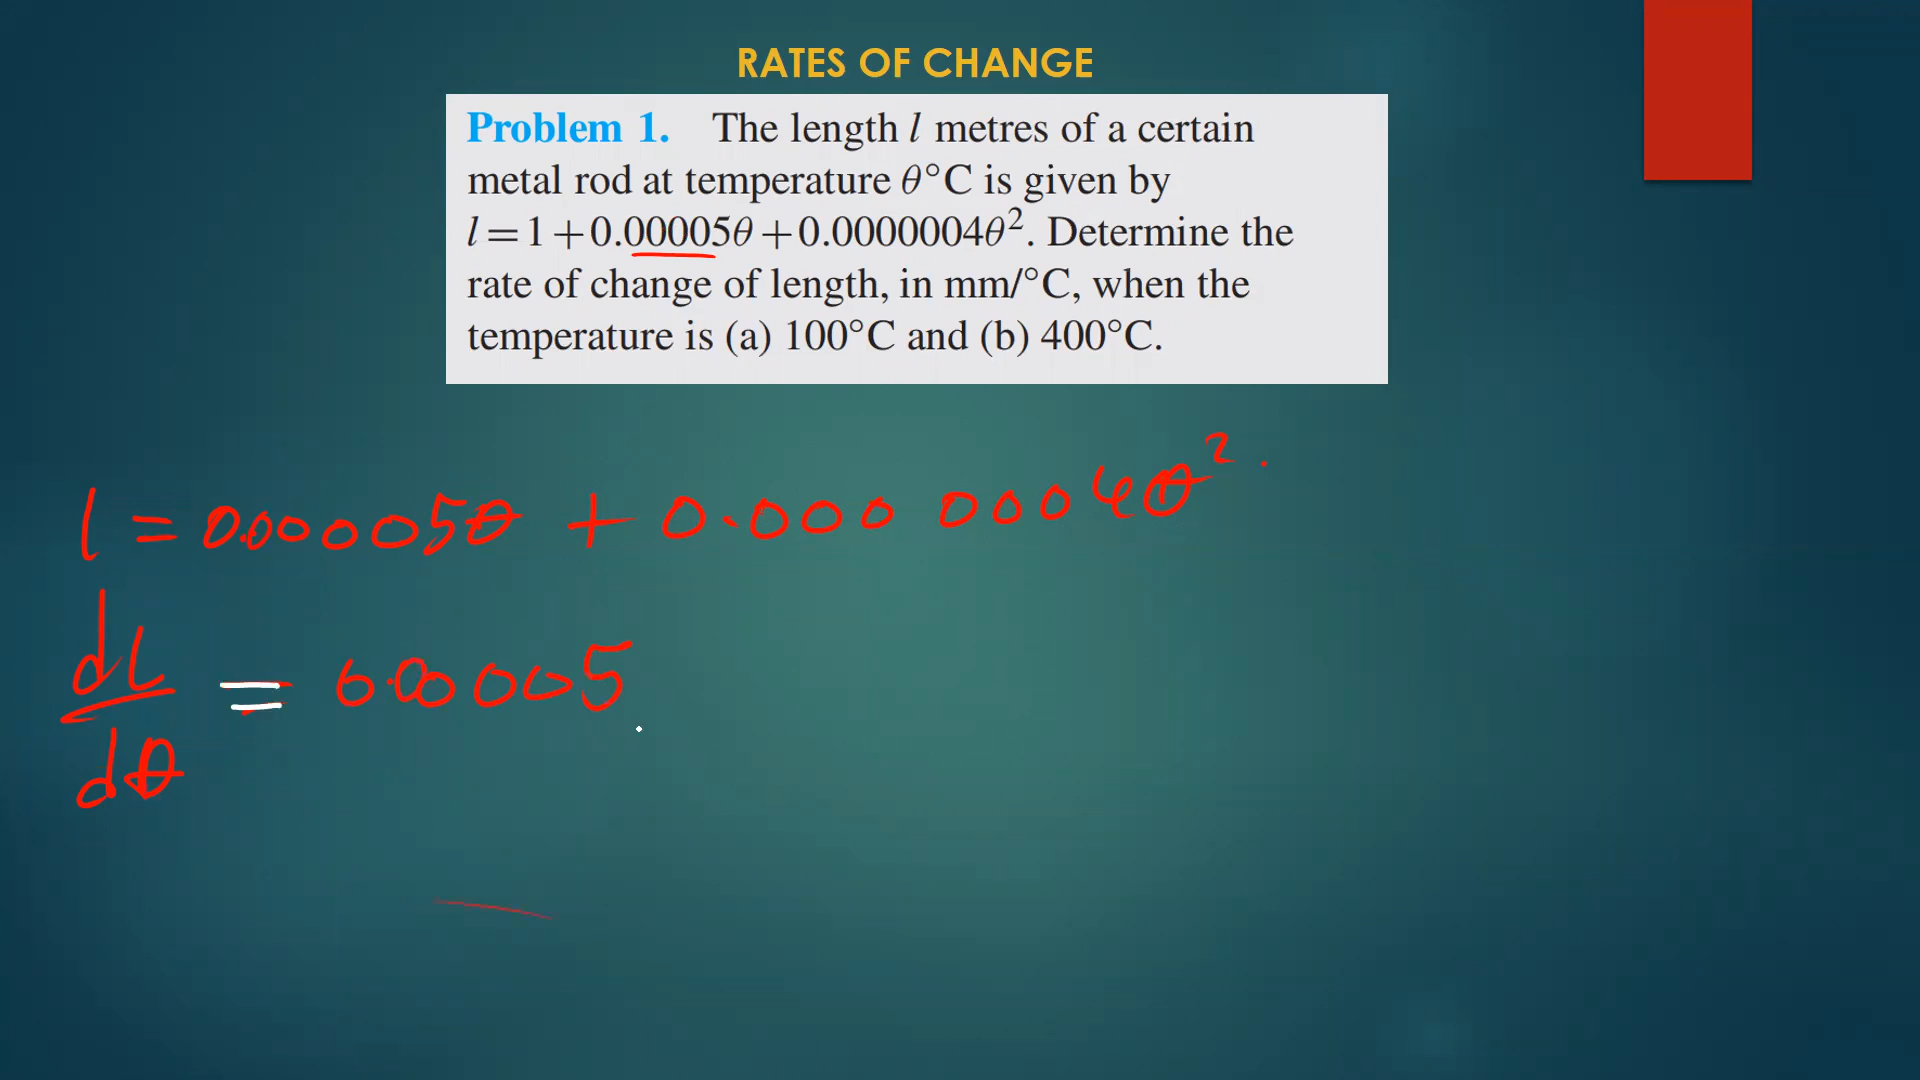 RATES OF CHANGE
Problem 1. The length l metres of a certain
metal rod at temperature θ°C is given by
l=1+0.00005θ+0.0000004θ². Determine the
rate of change of length, in mm/°C, when the
temperature is (a) 100°C and (b) 400°C.
l = 0.00005θ + 0.0000004θ².
dl/dθ = 0.00005